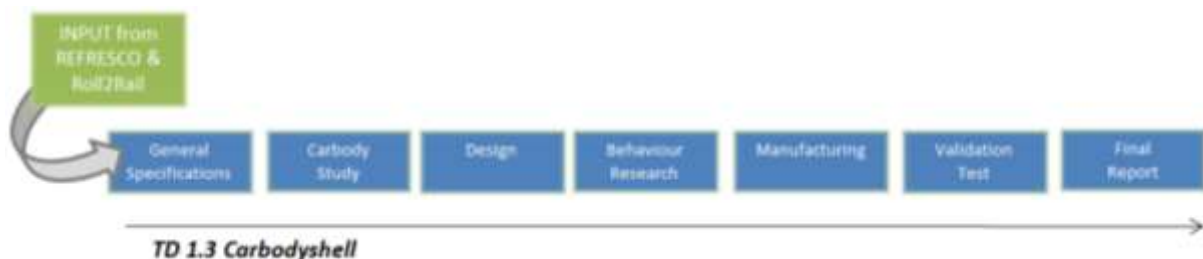 INPUT from
REFRESCO &
Roll2Rail
General
Specifications
Carbody
Study
Design
Behaviour
Research
Manufacturing
Validation
Test
Final
Report
TD 1.3 Carbodyshell